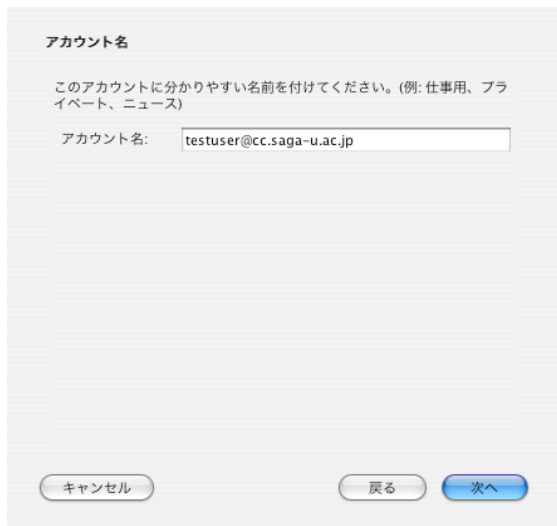 アカウント名
このアカウントに分かりやすい名前を付けてください。(例: 仕事用、プラ
イベート、ニュース)
アカウント名: testuser@cc.saga-u.ac.jp
キャンセル 戻る 次へ